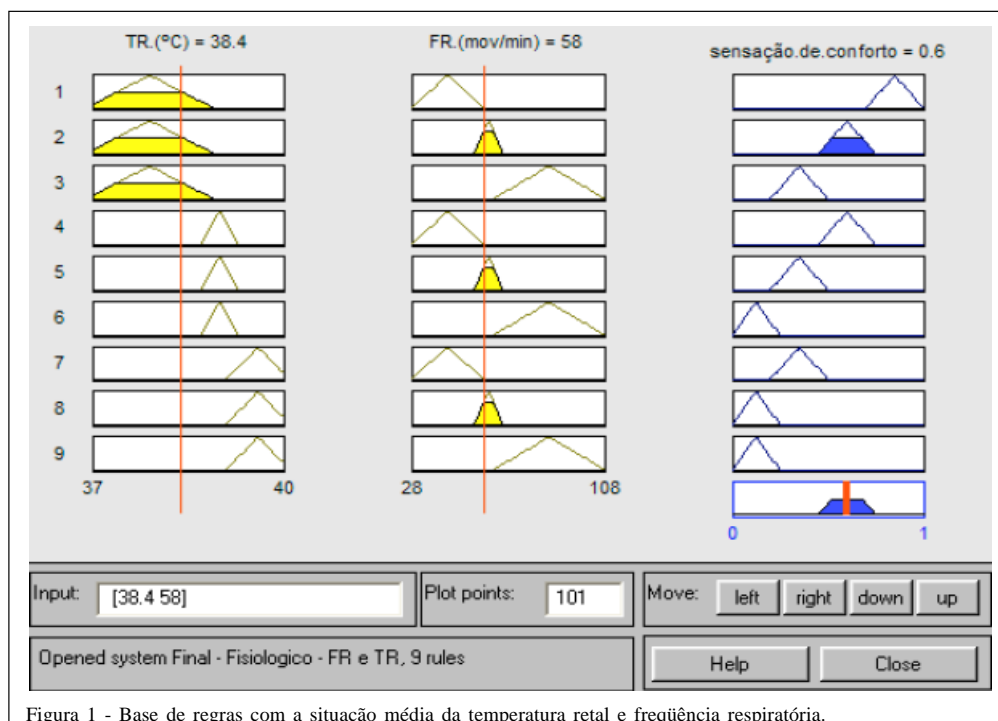 TR.(ºC) = 38.4
FR.(mov/min) = 58
sensação.de.conforto = 0.6
1
2
3
4
5
6
7
8
9
37 40
28 108
0 1
Input: [38.4 58]
Plot points: 101
Move: left right down up
Opened system Final - Fisiologico - FR e TR, 9 rules
Help Close
Figura 1 - Base de regras com a situação média da temperatura retal e freqüência respiratória.